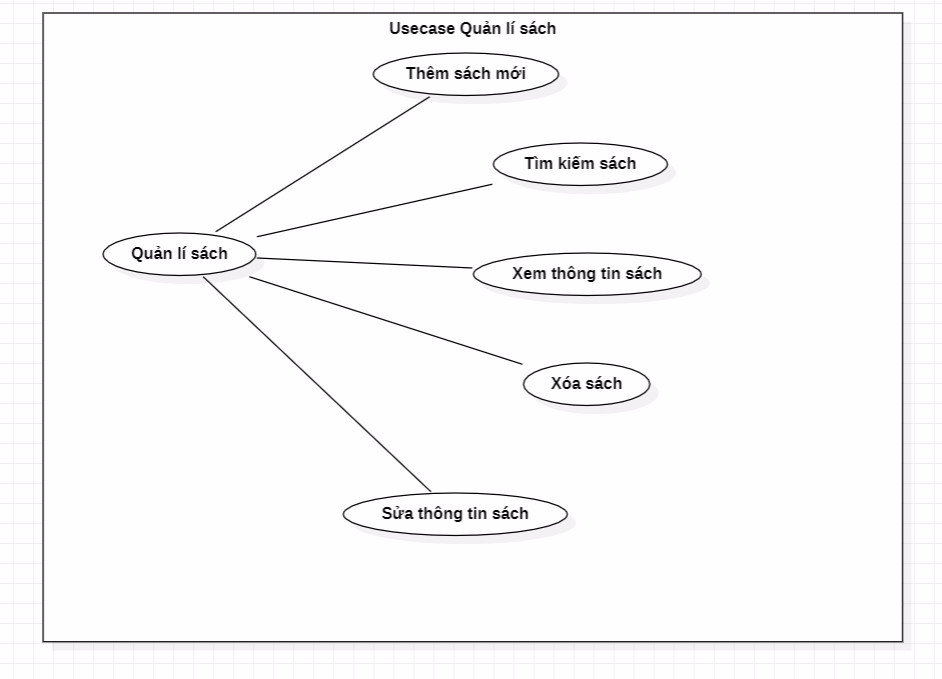 Usecase Quản lí sách
Thêm sách mới
Tìm kiếm sách
Quản lí sách
Xem thông tin sách
Xóa sách
Sửa thông tin sách